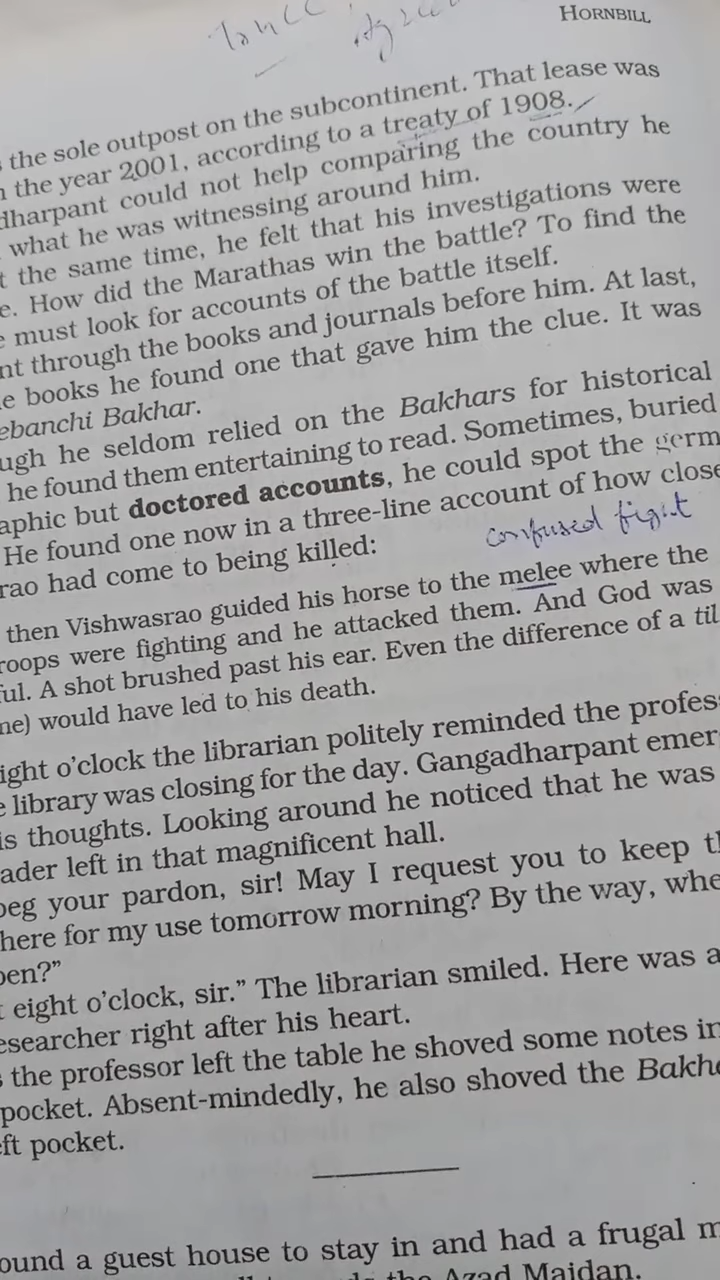 HORNBILL
the sole outpost on the subcontinent. That lease was
the year 2001, according to a treaty of 1908.
dharpant could not help comparing the country he
what he was witnessing around him.
t the same time, he felt that his investigations were
e. How did the Marathas win the battle? To find the
e must look for accounts of the battle itself.
nt through the books and journals before him. At last,
e books he found one that gave him the clue. It was
ebanchi Bakhar.
ugh he seldom relied on the Bakhars for historical
he found them entertaining to read. Sometimes, buried
aphic but doctored accounts, he could spot the germ
He found one now in a three-line account of how close
rao had come to being killed:
confused fight
then Vishwasrao guided his horse to the melee where the
roops were fighting and he attacked them. And God was
ful. A shot brushed past his ear. Even the difference of a til
ne) would have led to his death.
ight o'clock the librarian politely reminded the profes
e library was closing for the day. Gangadharpant emer
is thoughts. Looking around he noticed that he was
ader left in that magnificent hall.
beg your pardon, sir! May I request you to keep th
here for my use tomorrow morning? By the way, whe
pen?"
t eight o'clock, sir." The librarian smiled. Here was a
esearcher right after his heart.
s the professor left the table he shoved some notes in
pocket. Absent-mindedly, he also shoved the Bakha
eft pocket.
ound a guest house to stay in and had a frugal m
the Azad Maidan.